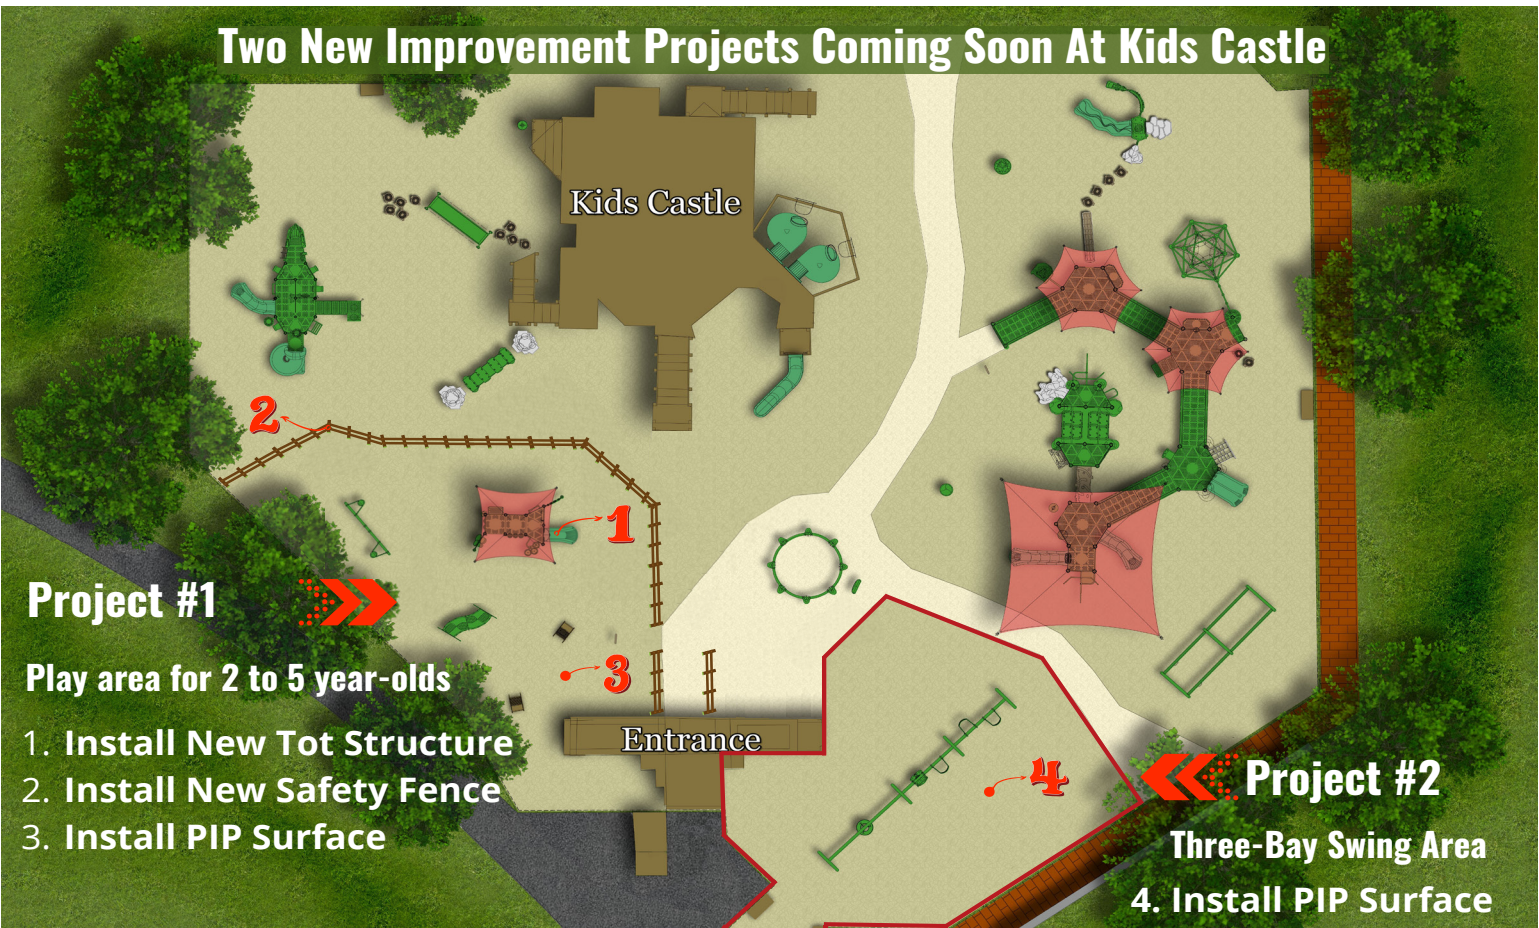 Two New Improvement Projects Coming Soon At Kids Castle
Kids Castle
2
1
Project #1
3
Play area for 2 to 5 year-olds
1. Install New Tot Structure
2. Install New Safety Fence
3. Install PIP Surface
Entrance
4
Project #2
Three-Bay Swing Area
4. Install PIP Surface